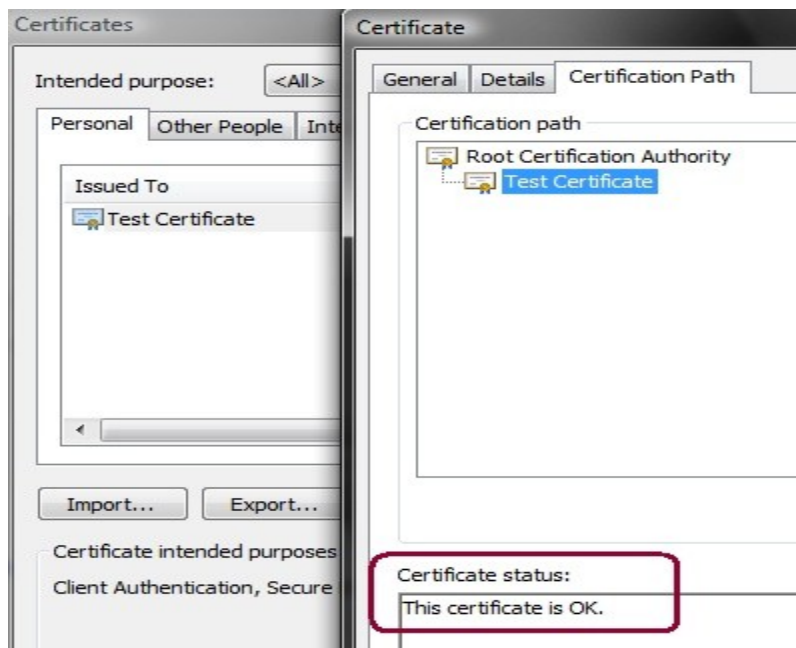 Certificates
Intended purpose: <All>
Personal Other People Inte
Issued To
Test Certificate
Import... Export...
Certificate intended purposes
Client Authentication, Secure
Certificate
General Details Certification Path
Certification path
Root Certification Authority
Test Certificate
Certificate status:
This certificate is OK.